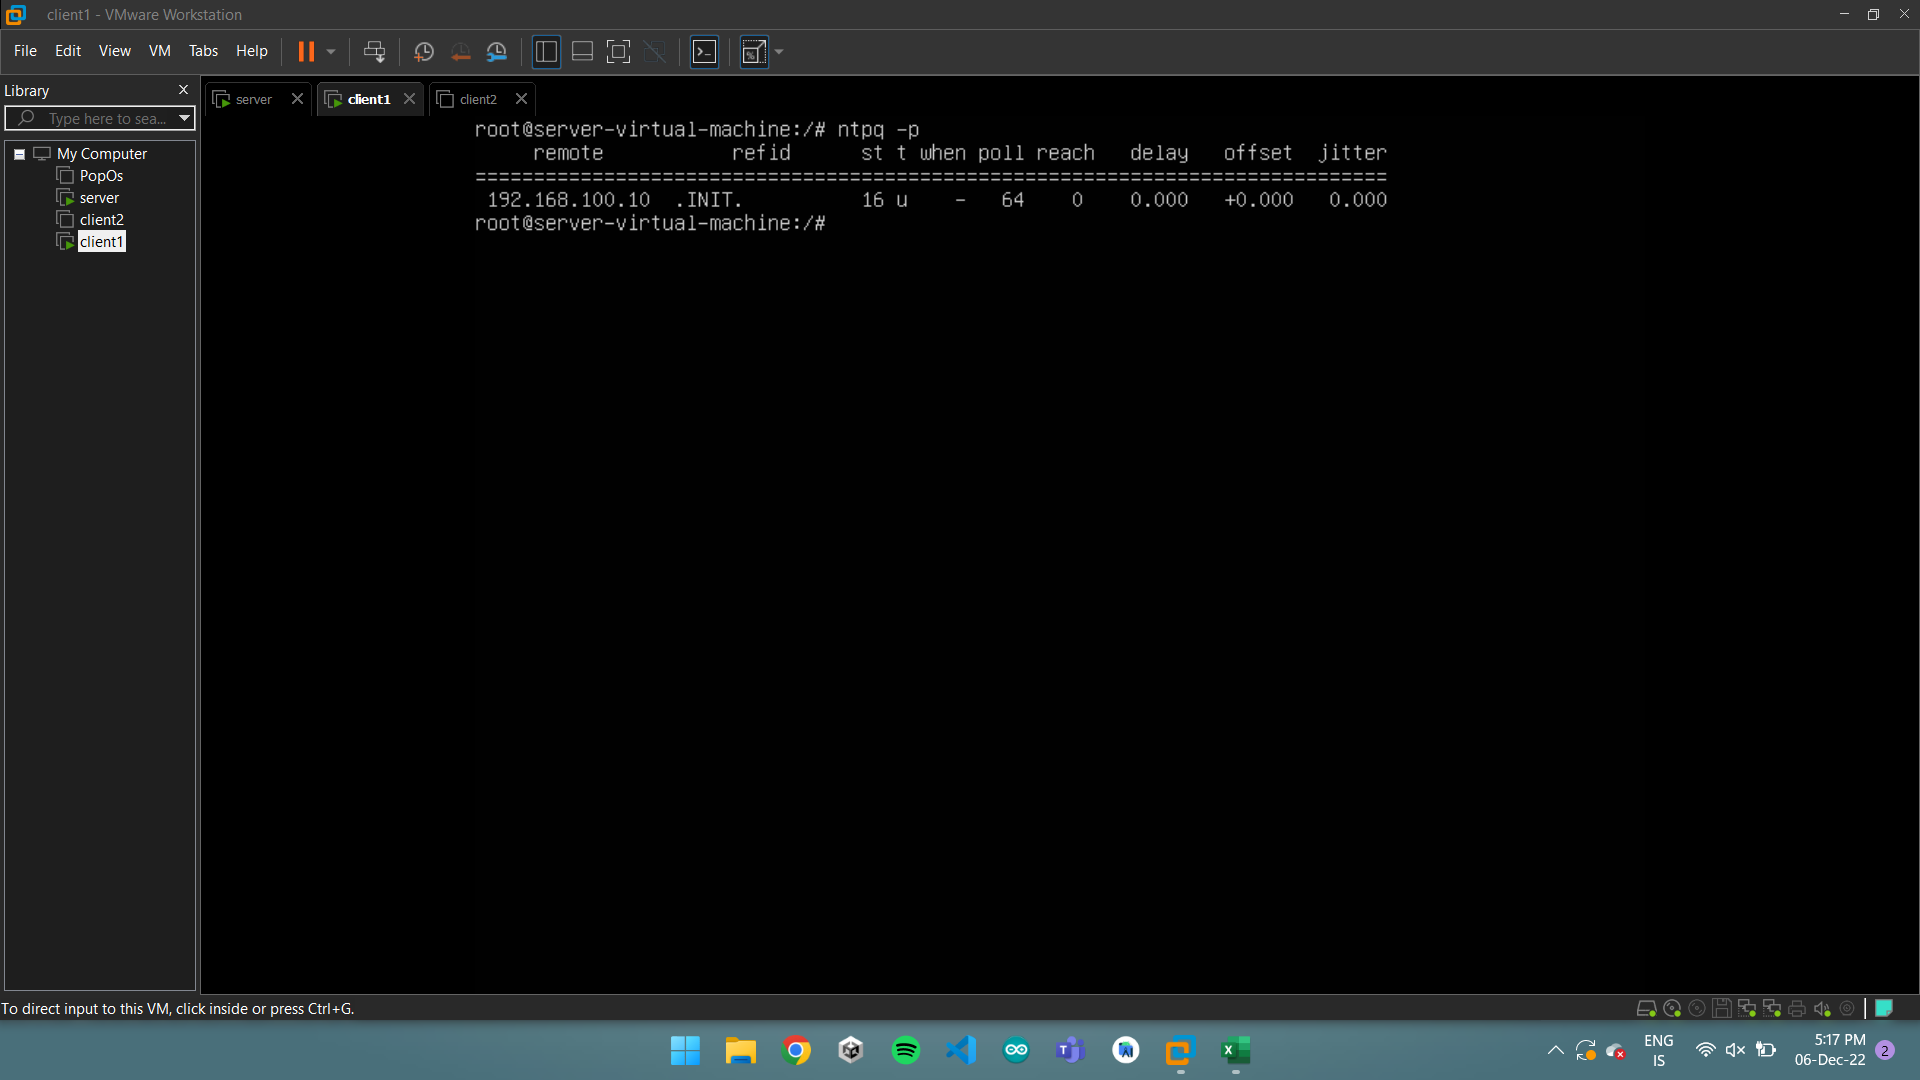 client1 - VMware Workstation
File Edit View VM Tabs Help
Library
server client1 client2
Type here to sea...
My Computer
PopOs
server
client2
client1
root@server-virtual-machine:/# ntpq -p
remote refid st t when poll reach delay offset jitter
==============================================================================
192.168.100.10 .INIT. 16 u - 64 0 0.000 +0.000 0.000
root@server-virtual-machine:/#
To direct input to this VM, click inside or press Ctrl+G.
ENG
IS
5:17 PM
06-Dec-22
2